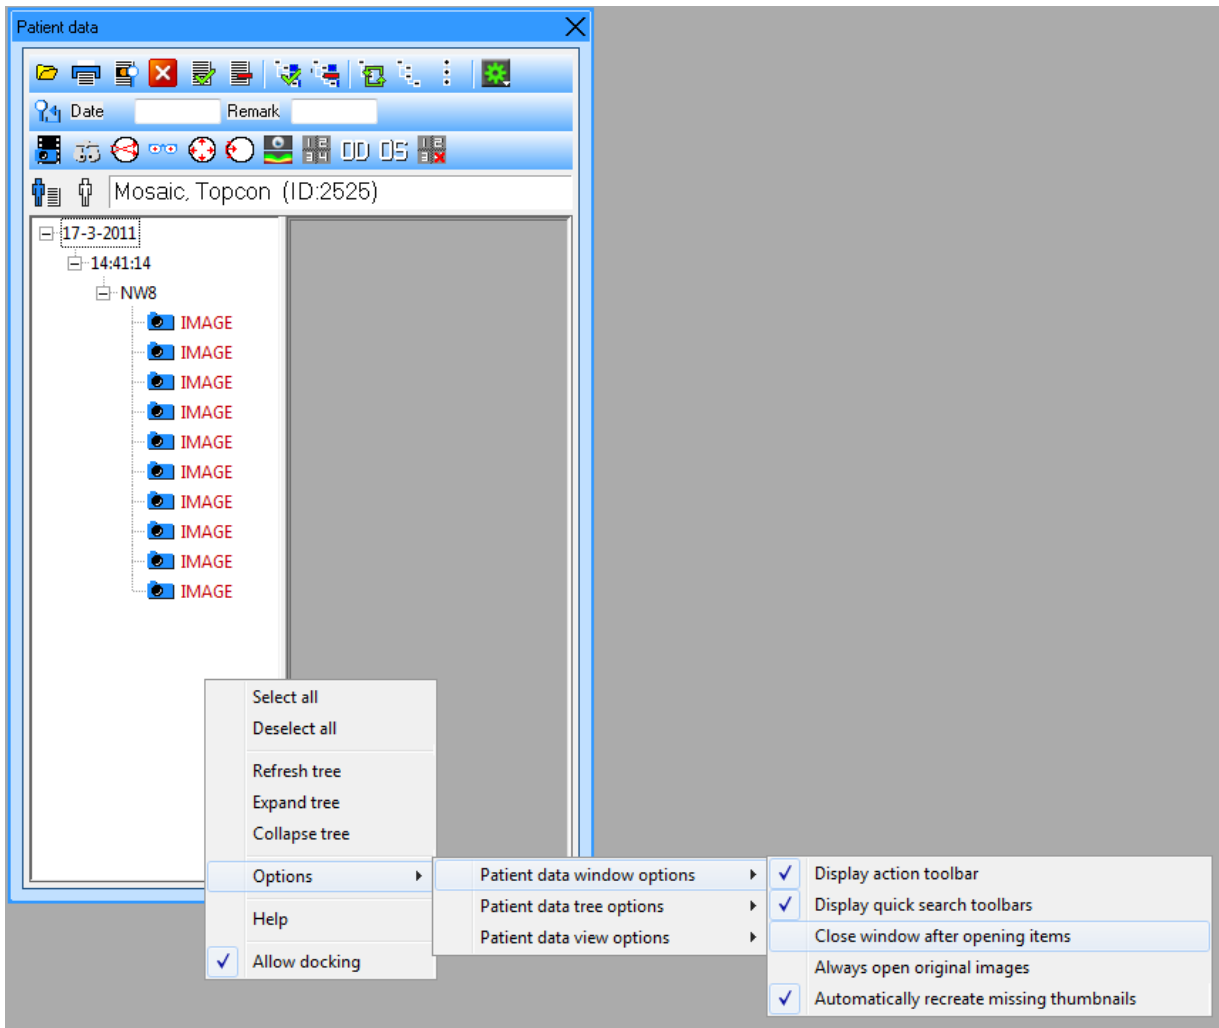 Patient data
Date
Remark
OD OS
Mosaic, Topcon (ID:2525)
17-3-2011
14:41:14
NW8
IMAGE
IMAGE
IMAGE
IMAGE
IMAGE
IMAGE
IMAGE
IMAGE
IMAGE
IMAGE
Select all
Deselect all
Refresh tree
Expand tree
Collapse tree
Options
Help
Allow docking
Patient data window options
Patient data tree options
Patient data view options
Display action toolbar
Display quick search toolbars
Close window after opening items
Always open original images
Automatically recreate missing thumbnails